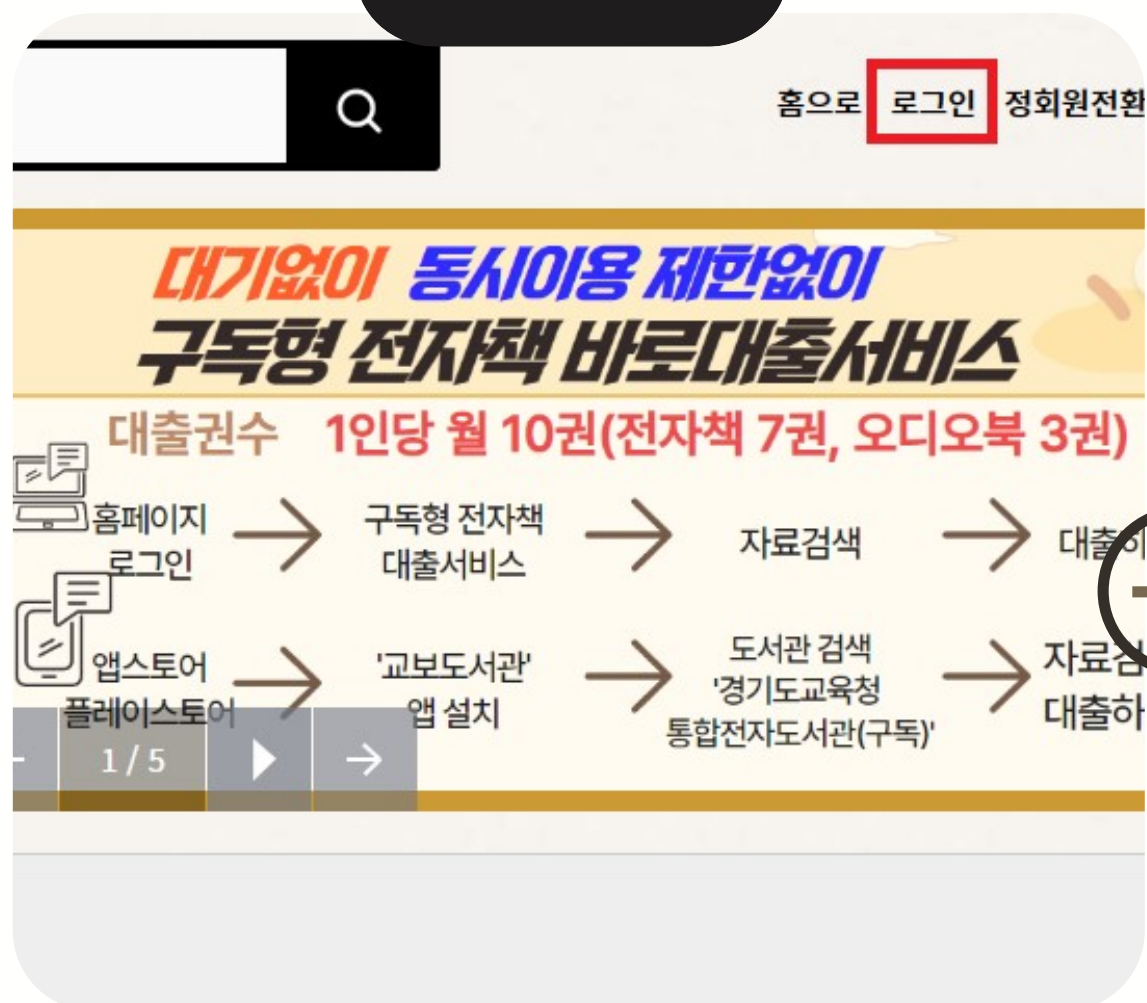 홈으로 로그인 정회원전환
대기없이 동시이용 제한없이
구독형 전자책 바로대출서비스
대출권수 1인당 월 10권(전자책 7권, 오디오북 3권)
홈페이지
로그인
구독형 전자책
대출서비스
자료검색
앱스토어
플레이스토어
'교보도서관'
앱 설치
도서관 검색
'경기도교육청
통합전자도서관(구독)'
대출하
1 / 5